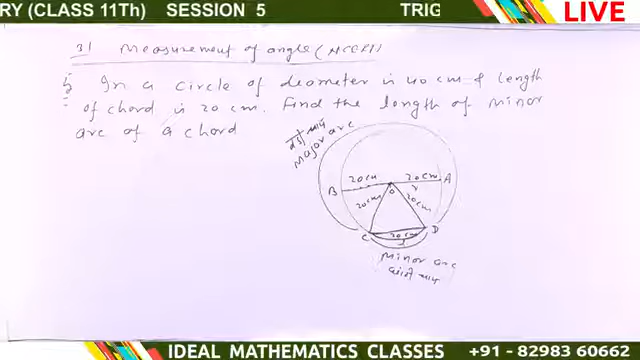 RY (CLASS 11Th) SESSION 5 TRIG LIVE
31 Measurement of angle (NCERT)
In a circle of diameter is 40 cm & length
of chord is 20 cm. Find the length of minor
arc of a chord
Major arc
20cm 20cm A
B O r
20cm 20cm
C 20cm D
l
Minor arc
IDEAL MATHEMATICS CLASSES +91 - 82983 60662